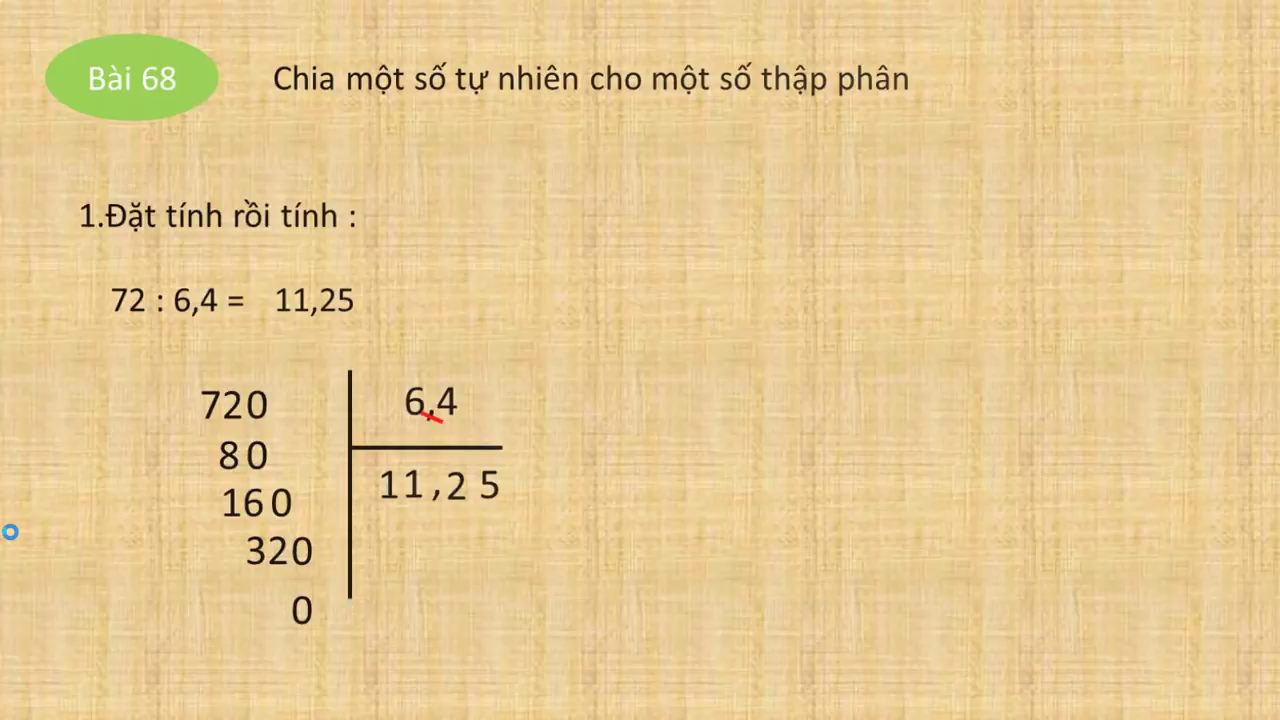 Bài 68
Chia một số tự nhiên cho một số thập phân
1.Đặt tính rồi tính :
72 : 6,4 = 11,25
720 6,4
80
11,25
160
320
0